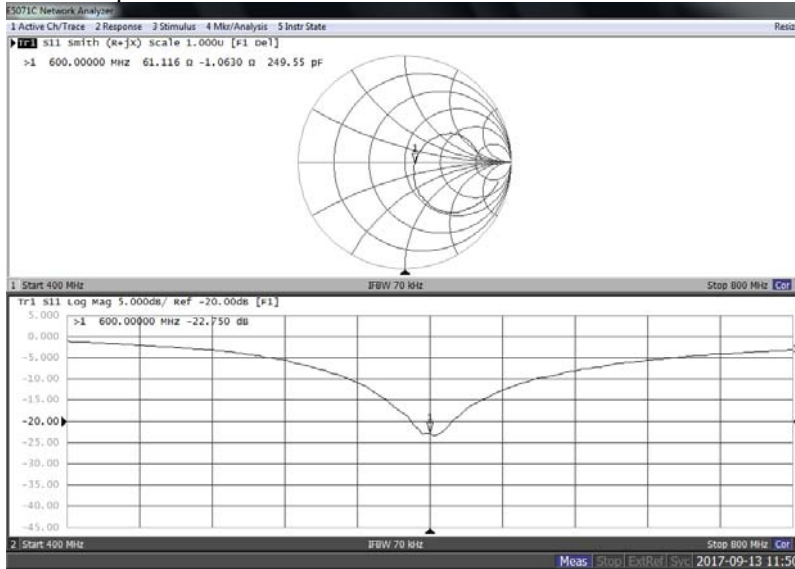 E5071C Network Analyzer
1 Active Ch/Trace 2 Response 3 Stimulus 4 Mkr/Analysis 5 Instr State
Resiz
Tr1 S11 Smith (R+jX) Scale 1.000U [F1 Del]
>1 600.00000 MHz 61.116 Ω -1.0630 Ω 249.55 pF
1
1 Start 400 MHz IFBW 70 kHz Stop 800 MHz Cor
Tr1 S11 Log Mag 5.000dB/ Ref -20.00dB [F1]
5.000
>1 600.00000 MHz -22.750 dB
0.000
-5.000
-10.00
-15.00
-20.00
1
-25.00
-30.00
-35.00
-40.00
-45.00
2 Start 400 MHz IFBW 70 kHz Stop 800 MHz Cor
Meas Stop ExtRef Svc 2017-09-13 11:50